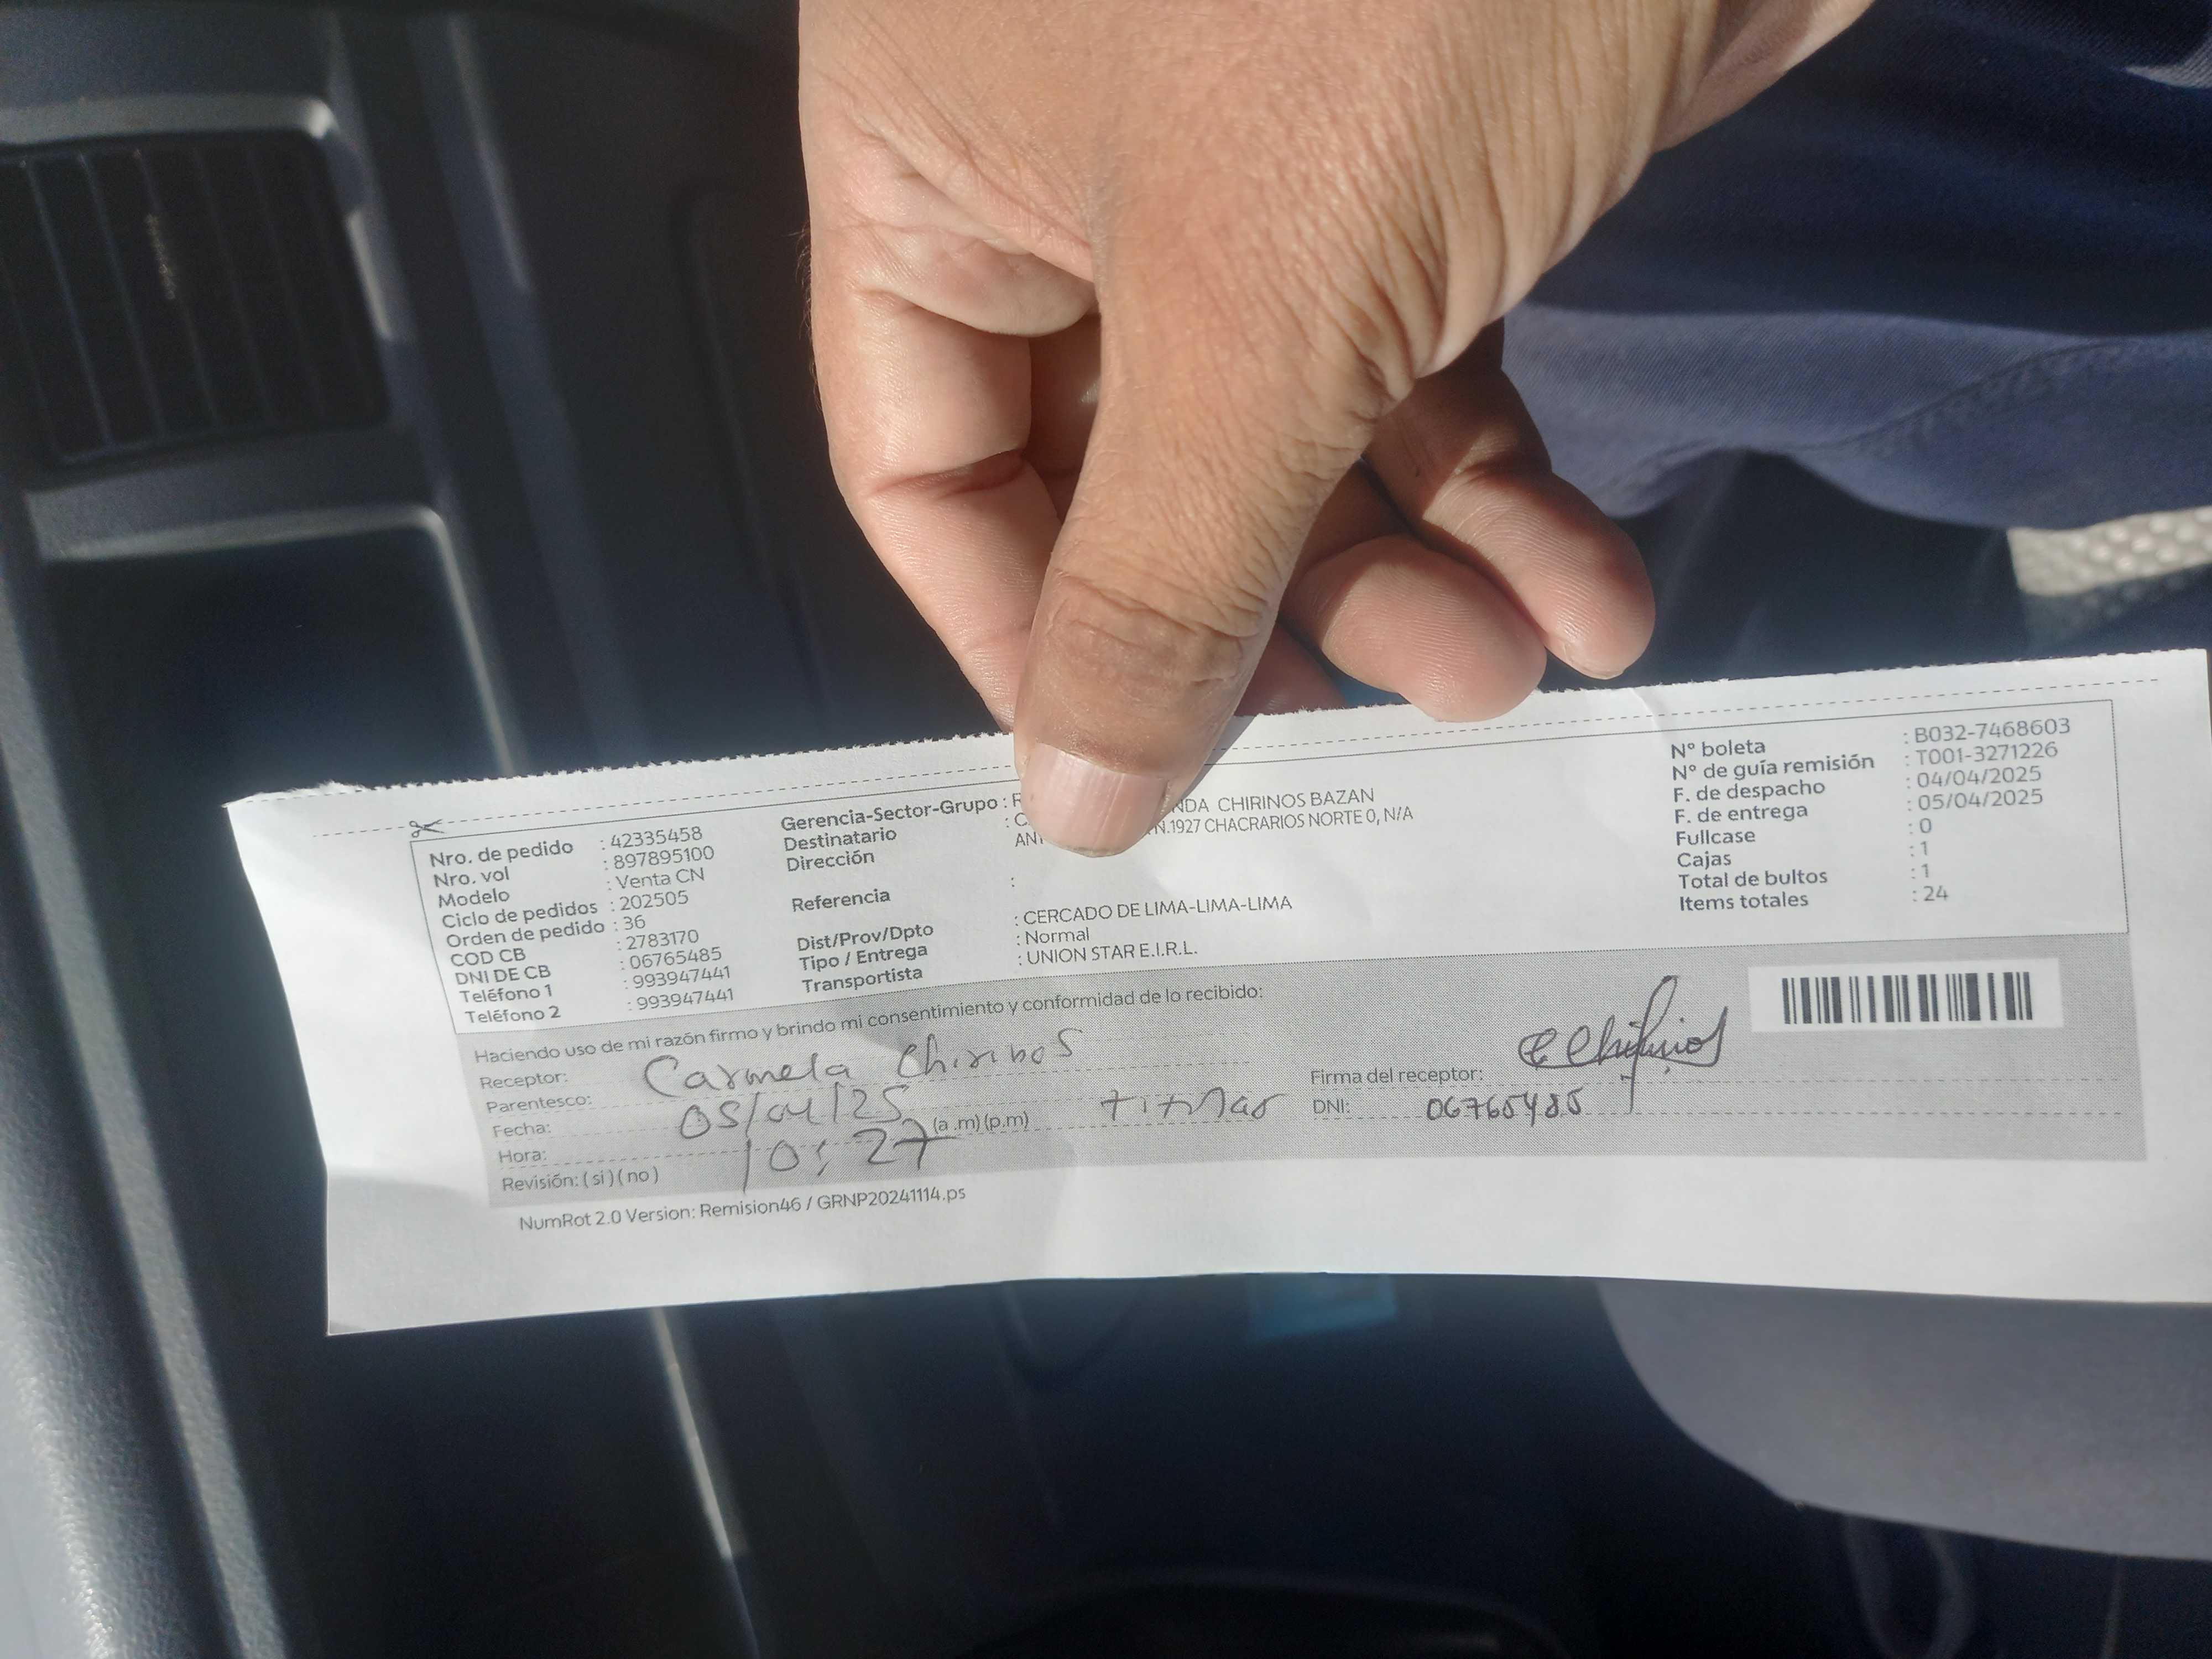 Nro. de pedido : 42335458
Nro. vol : 897895100
Modelo : Venta CN
Ciclo de pedidos : 202505
Orden de pedido : 36
COD CB : 2783170
DNI DE CB : 06765485
Teléfono 1 : 993947441
Teléfono 2 : 993947441
Gerencia-Sector-Grupo :
Destinatario : CHIRINOS BAZAN
Dirección : N.1927 CHACRARIOS NORTE 0, N/A
Referencia :
Dist/Prov/Dpto : CERCADO DE LIMA-LIMA-LIMA
Tipo / Entrega : Normal
Transportista : UNION STAR E.I.R.L.
N° boleta : B032-7468603
N° de guía remisión : T001-3271226
F. de despacho : 04/04/2025
F. de entrega : 05/04/2025
Fullcase : 0
Cajas : 1
Total de bultos : 1
Items totales : 24
Haciendo uso de mi razón firmo y brindo mi consentimiento y conformidad de lo recibido:
Receptor: Carmela Chirinos
Parentesco:
Fecha: 05/04/25
Hora: 10:27 (a .m) (p.m)
Revisión: ( si ) ( no )
titular
Firma del receptor: CChirinos
DNI: 06765485
NumRot 2.0 Version: Remision46 / GRNP20241114.ps